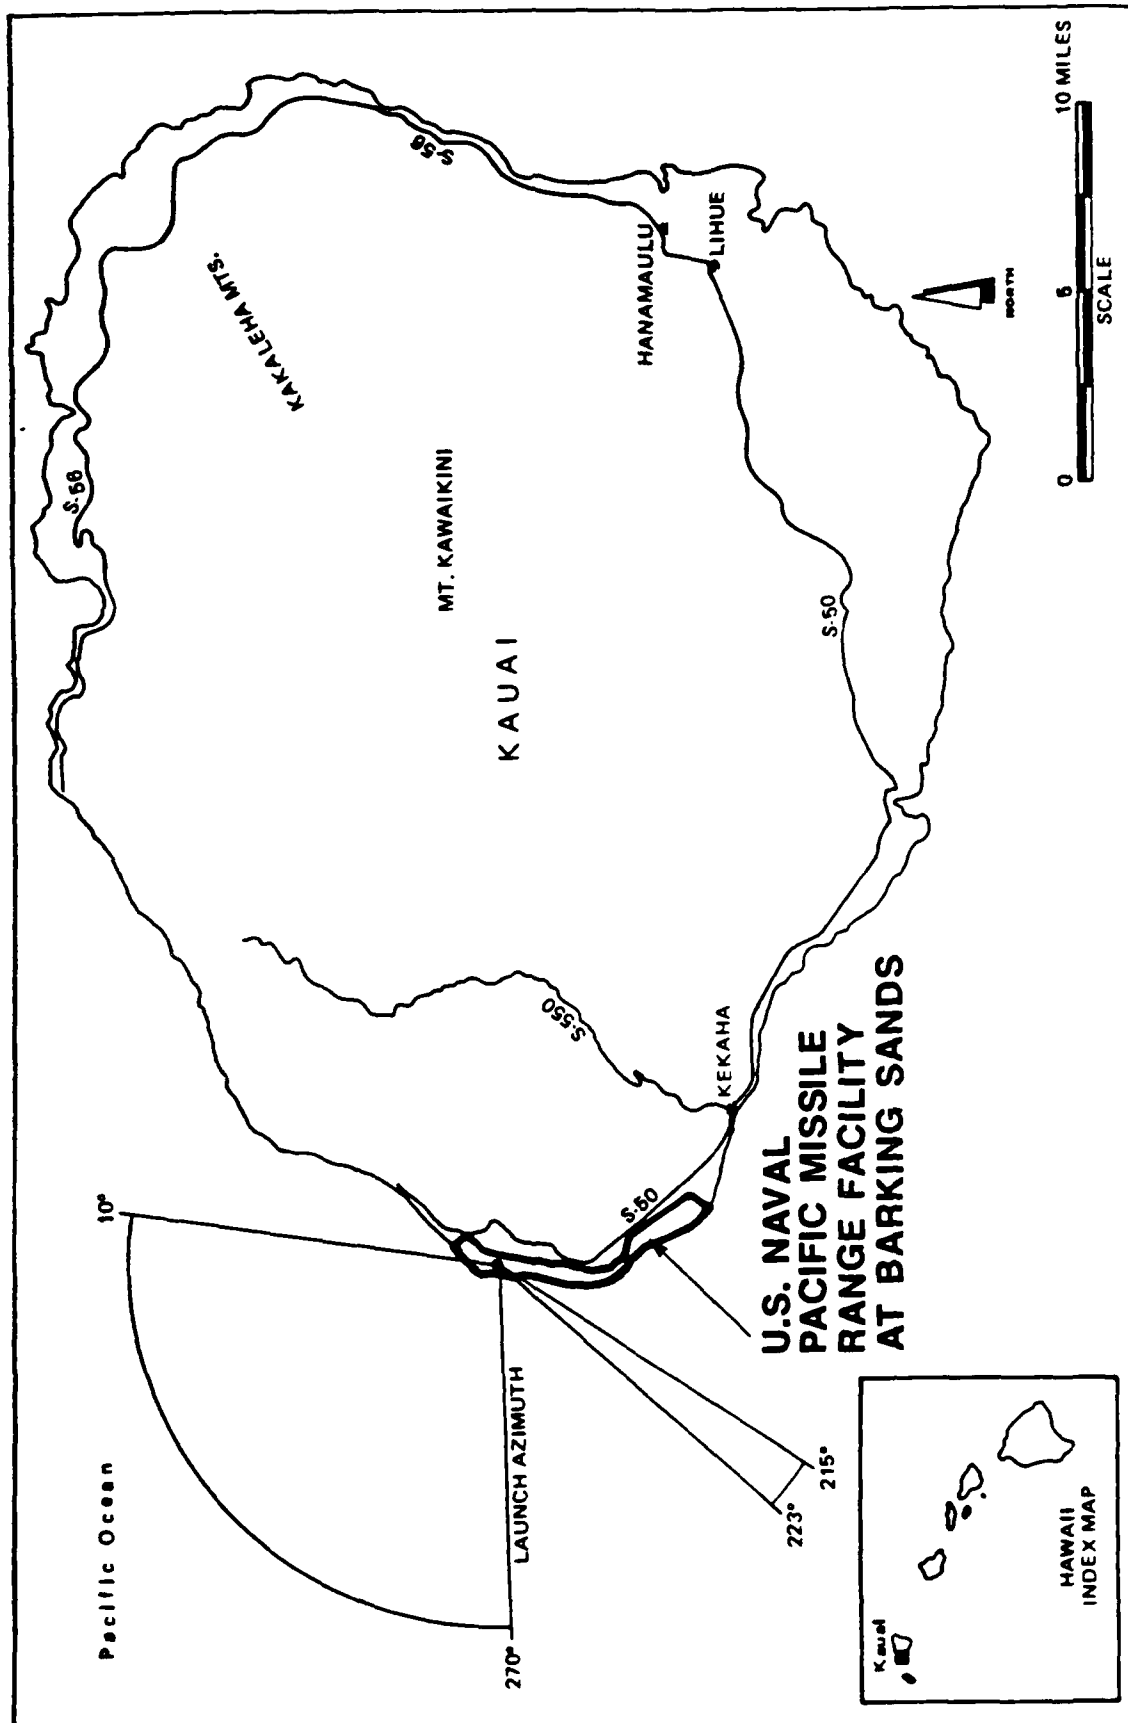 Pacific Ocean
10°
LAUNCH AZIMUTH
270°
223°
215°
S-56
S-56
KAKALEHA MTS.
MT. KAWAIKINI
KAUAI
HANAMAULU
LIHUE
S-50
S-550
KEKAHA
S-50
U.S. NAVAL
PACIFIC MISSILE
RANGE FACILITY
AT BARKING SANDS
NORTH
0
5
10 MILES
SCALE
Kauai
HAWAII
INDEX MAP